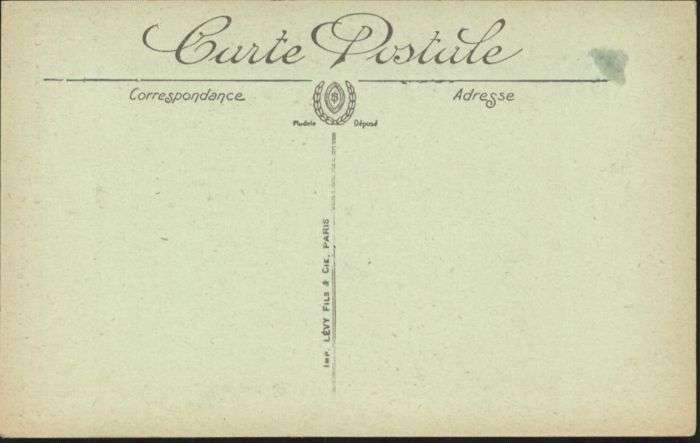 Carte Postale
Correspondance
Adresse
Modèle Déposé
IMP. LÉVY FILS & CIE. PARIS